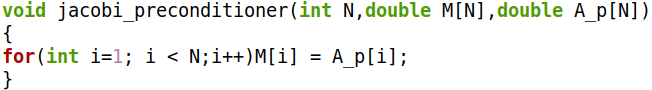 void jacobi_preconditioner(int N,double M[N],double A_p[N])
{
for(int i=1; i < N;i++)M[i] = A_p[i];
}